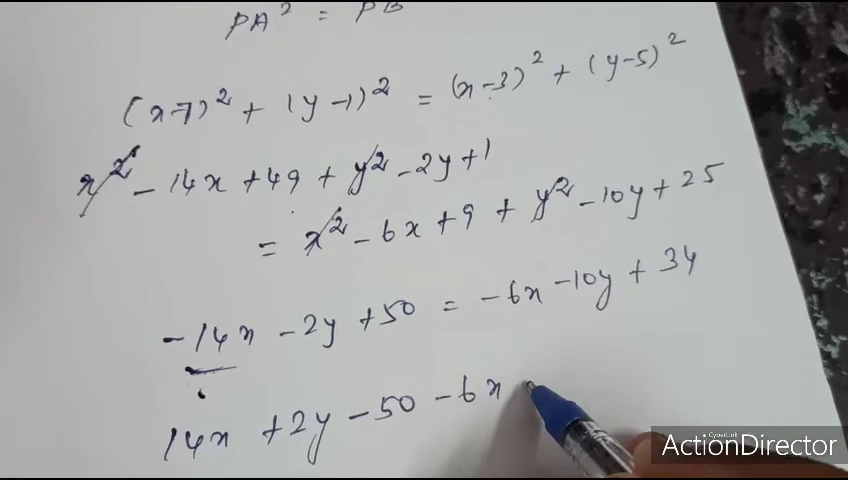 PA² = PB
(x-7)² + (y-1)² = (x-3)² + (y-5)²
x² - 14x + 49 + y² - 2y + 1
= x² - 6x + 9 + y² - 10y + 25
-14x - 2y + 50 = -6x - 10y + 34
14x + 2y - 50 - 6x
CyberLink
ActionDirector